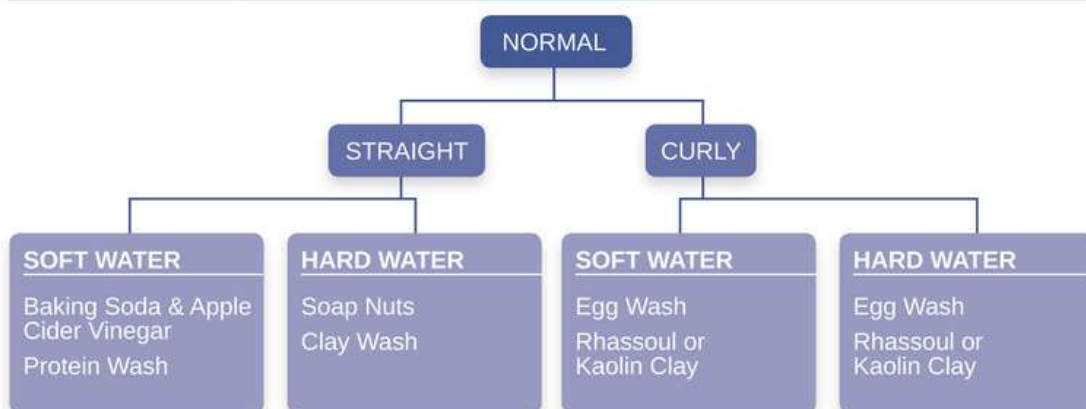 NORMAL
STRAIGHT
CURLY
SOFT WATER
Baking Soda & Apple
Cider Vinegar
Protein Wash
HARD WATER
Soap Nuts
Clay Wash
SOFT WATER
Egg Wash
Rhassoul or
Kaolin Clay
HARD WATER
Egg Wash
Rhassoul or
Kaolin Clay